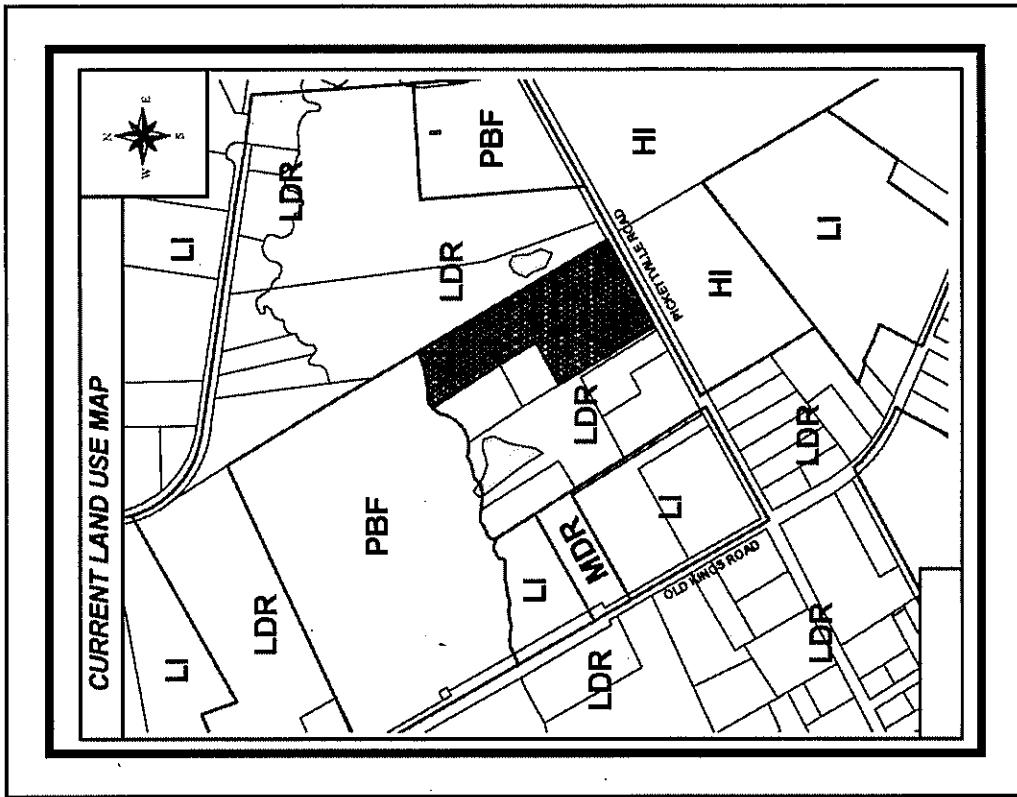 CURRENT LAND USE MAP
N
E
W
S
LI
LDR
PBF
LI
LDR
HI
LDR
PICKETTVILLE ROAD
LI
PBF
HI
LDR
LDR
LI
LI
MDR
LDR
OLD KINGS ROAD
LDR
LDR